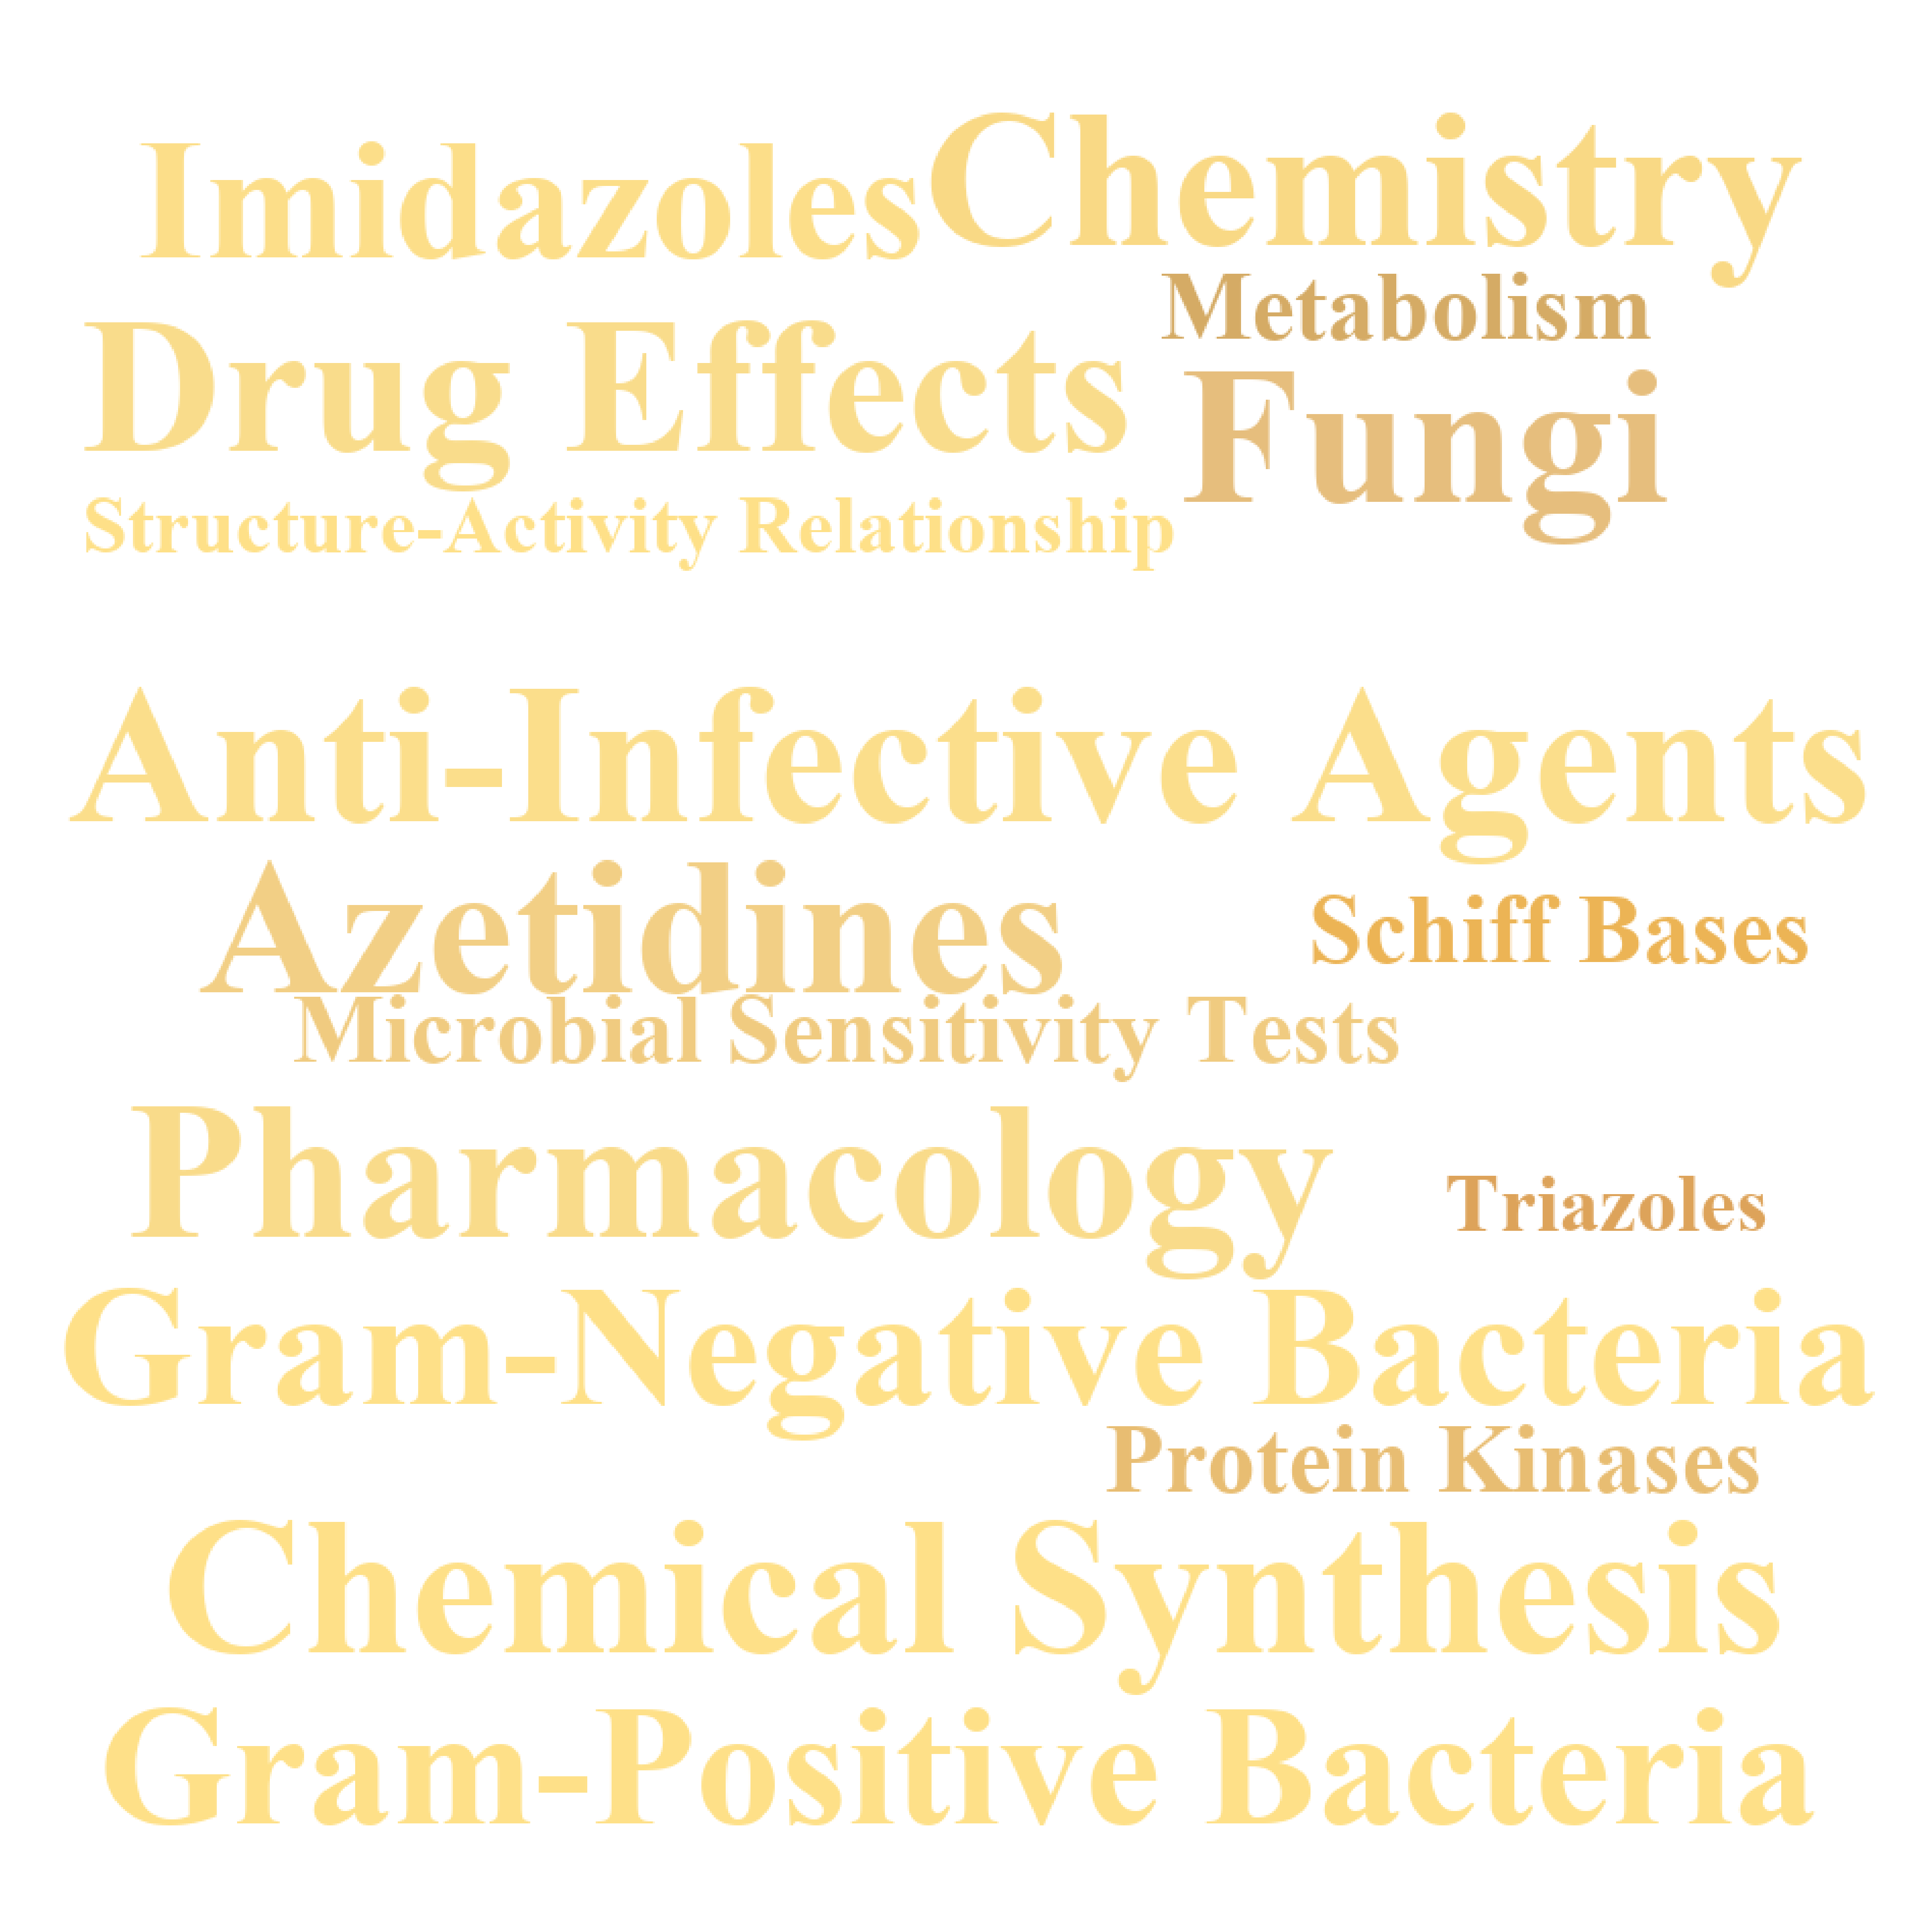 Imidazoles Chemistry
Metabolism
Drug Effects
Fungi
Structure-Activity Relationship
Anti-Infective Agents
Azetidines
Schiff Bases
Microbial Sensitivity Tests
Pharmacology
Triazoles
Gram-Negative Bacteria
Protein Kinases
Chemical Synthesis
Gram-Positive Bacteria